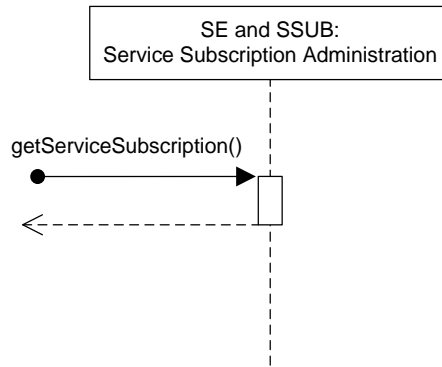 SE and SSUB:
Service Subscription Administration
getServiceSubscription()